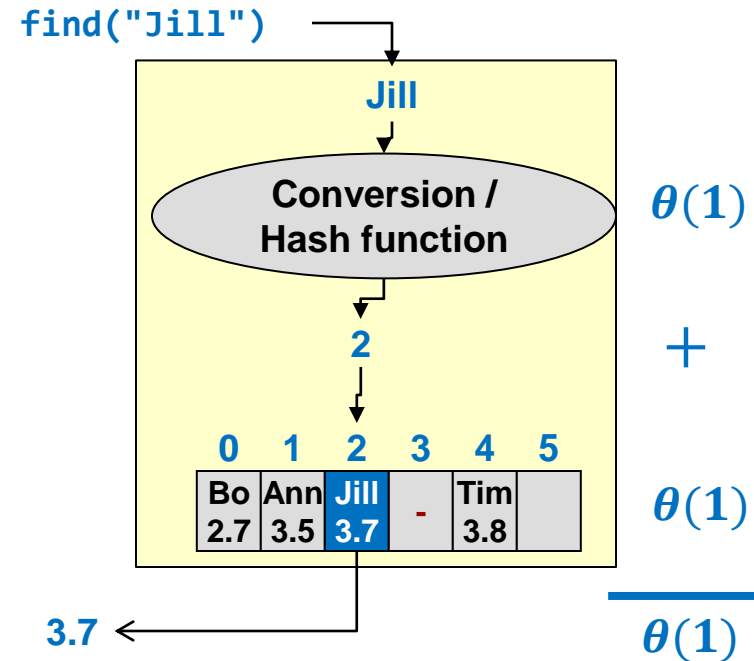 find("Jill")
Jill
Conversion /
Hash function
θ(1)
2
+
0 1 2 3 4 5
Bo Ann Jill - Tim
2.7 3.5 3.7 3.8
θ(1)
3.7
θ(1)